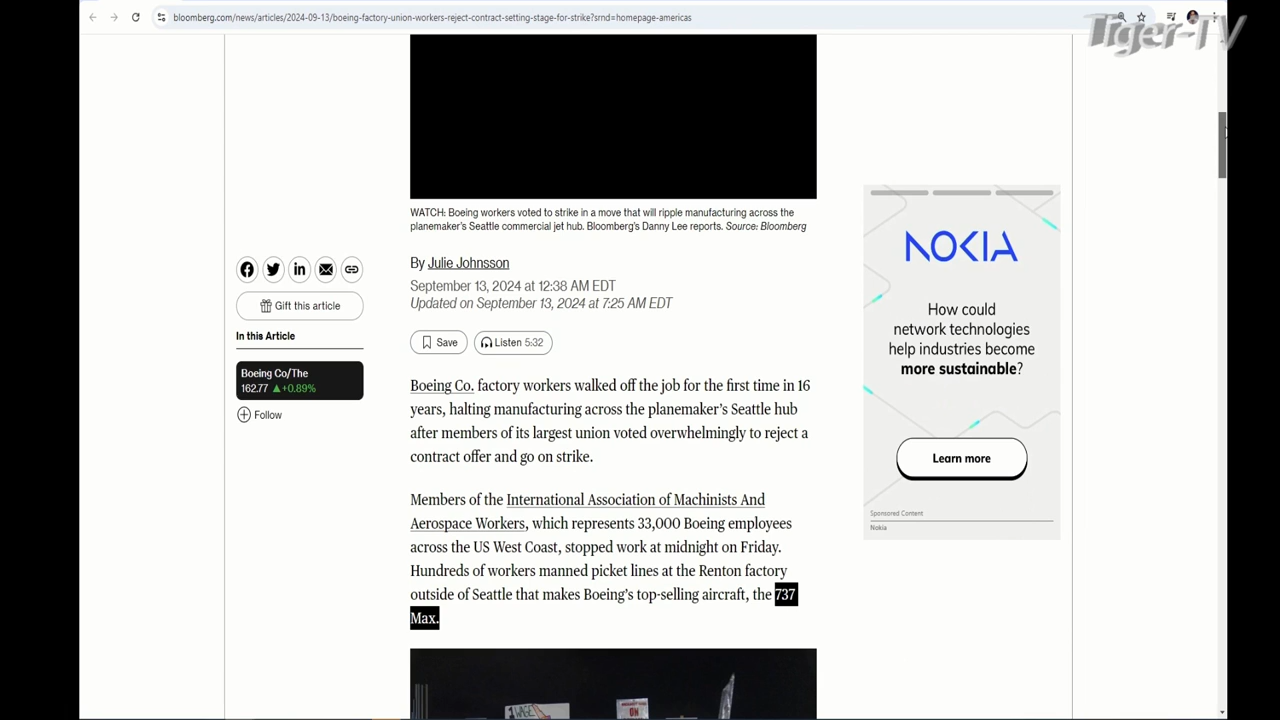 bloomberg.com/news/articles/2024-09-13/boeing-factory-union-workers-reject-contract-setting-stage-for-strike?srnd=homepage-americas
Tiger-TV
WATCH: Boeing workers voted to strike in a move that will ripple manufacturing across the
planemaker's Seattle commercial jet hub. Bloomberg's Danny Lee reports. Source: Bloomberg
By Julie Johnsson
September 13, 2024 at 12:38 AM EDT
Updated on September 13, 2024 at 7:25 AM EDT
Gift this article
In this Article
Boeing Co/The
162.77 ▲+0.89%
Follow
Save
Listen 5:32
Boeing Co. factory workers walked off the job for the first time in 16
years, halting manufacturing across the planemaker's Seattle hub
after members of its largest union voted overwhelmingly to reject a
contract offer and go on strike.
Members of the International Association of Machinists And
Aerospace Workers, which represents 33,000 Boeing employees
across the US West Coast, stopped work at midnight on Friday.
Hundreds of workers manned picket lines at the Renton factory
outside of Seattle that makes Boeing's top-selling aircraft, the 737
Max.
NOKIA
How could
network technologies
help industries become
more sustainable?
Learn more
Sponsored Content
Nokia
WAGE
ON